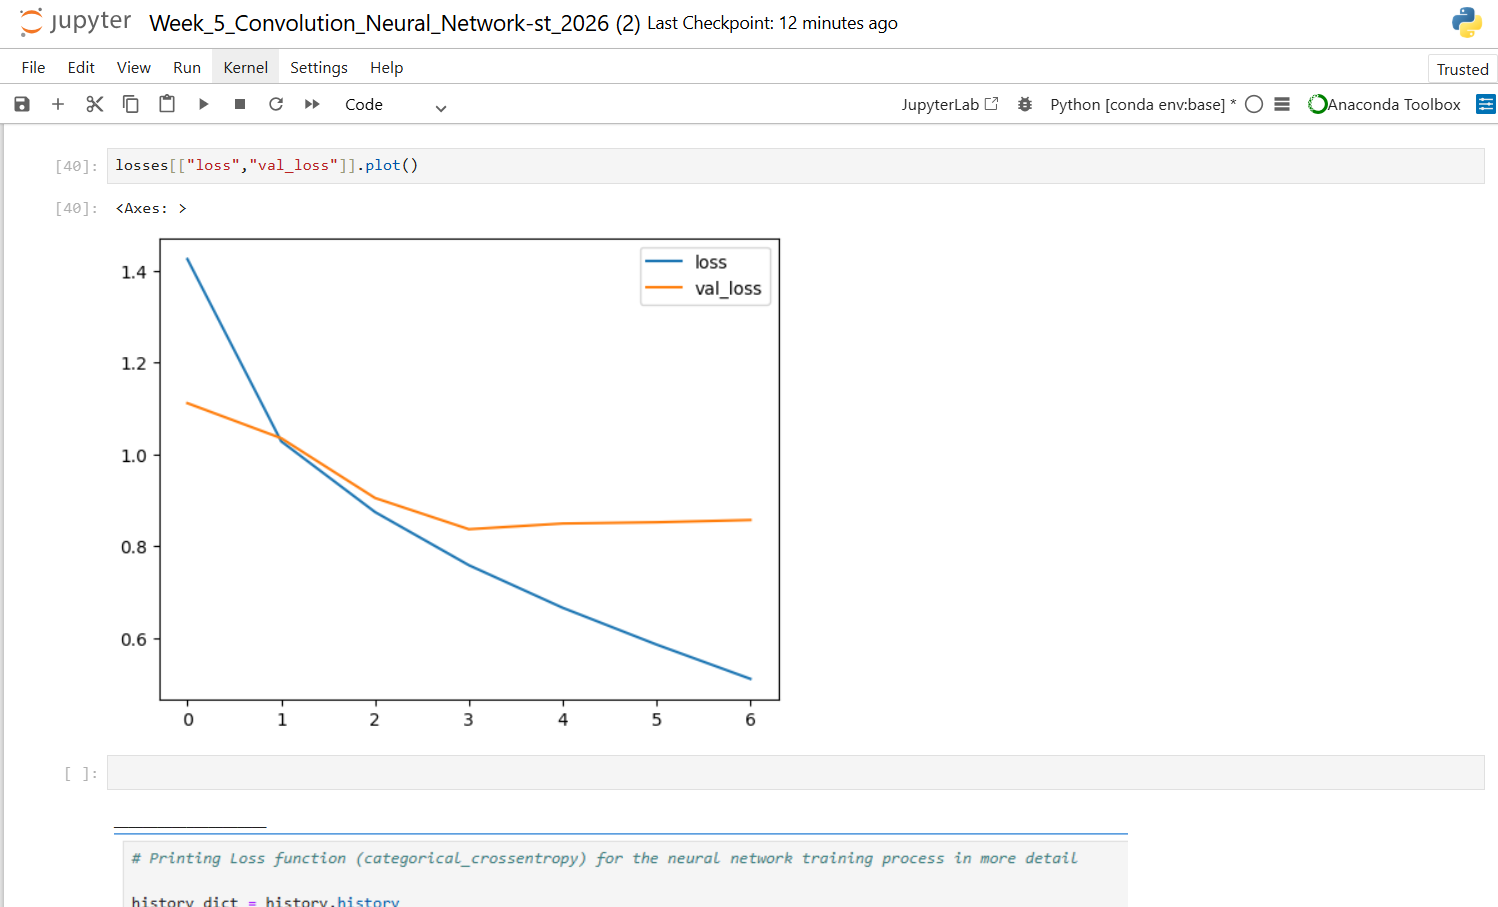 jupyter Week_5_Convolution_Neural_Network-st_2026 (2) Last Checkpoint: 12 minutes ago
File Edit View Run Kernel Settings Help
Trusted
Code
JupyterLab Python [conda env:base] * Anaconda Toolbox
[40]: losses[["loss","val_loss"]].plot()
[40]: <Axes: >
loss
val_loss
1.4
1.2
1.0
0.8
0.6
0 1 2 3 4 5 6
[ ]:
# Printing Loss function (categorical_crossentropy) for the neural network training process in more detail
history_dict = history.history